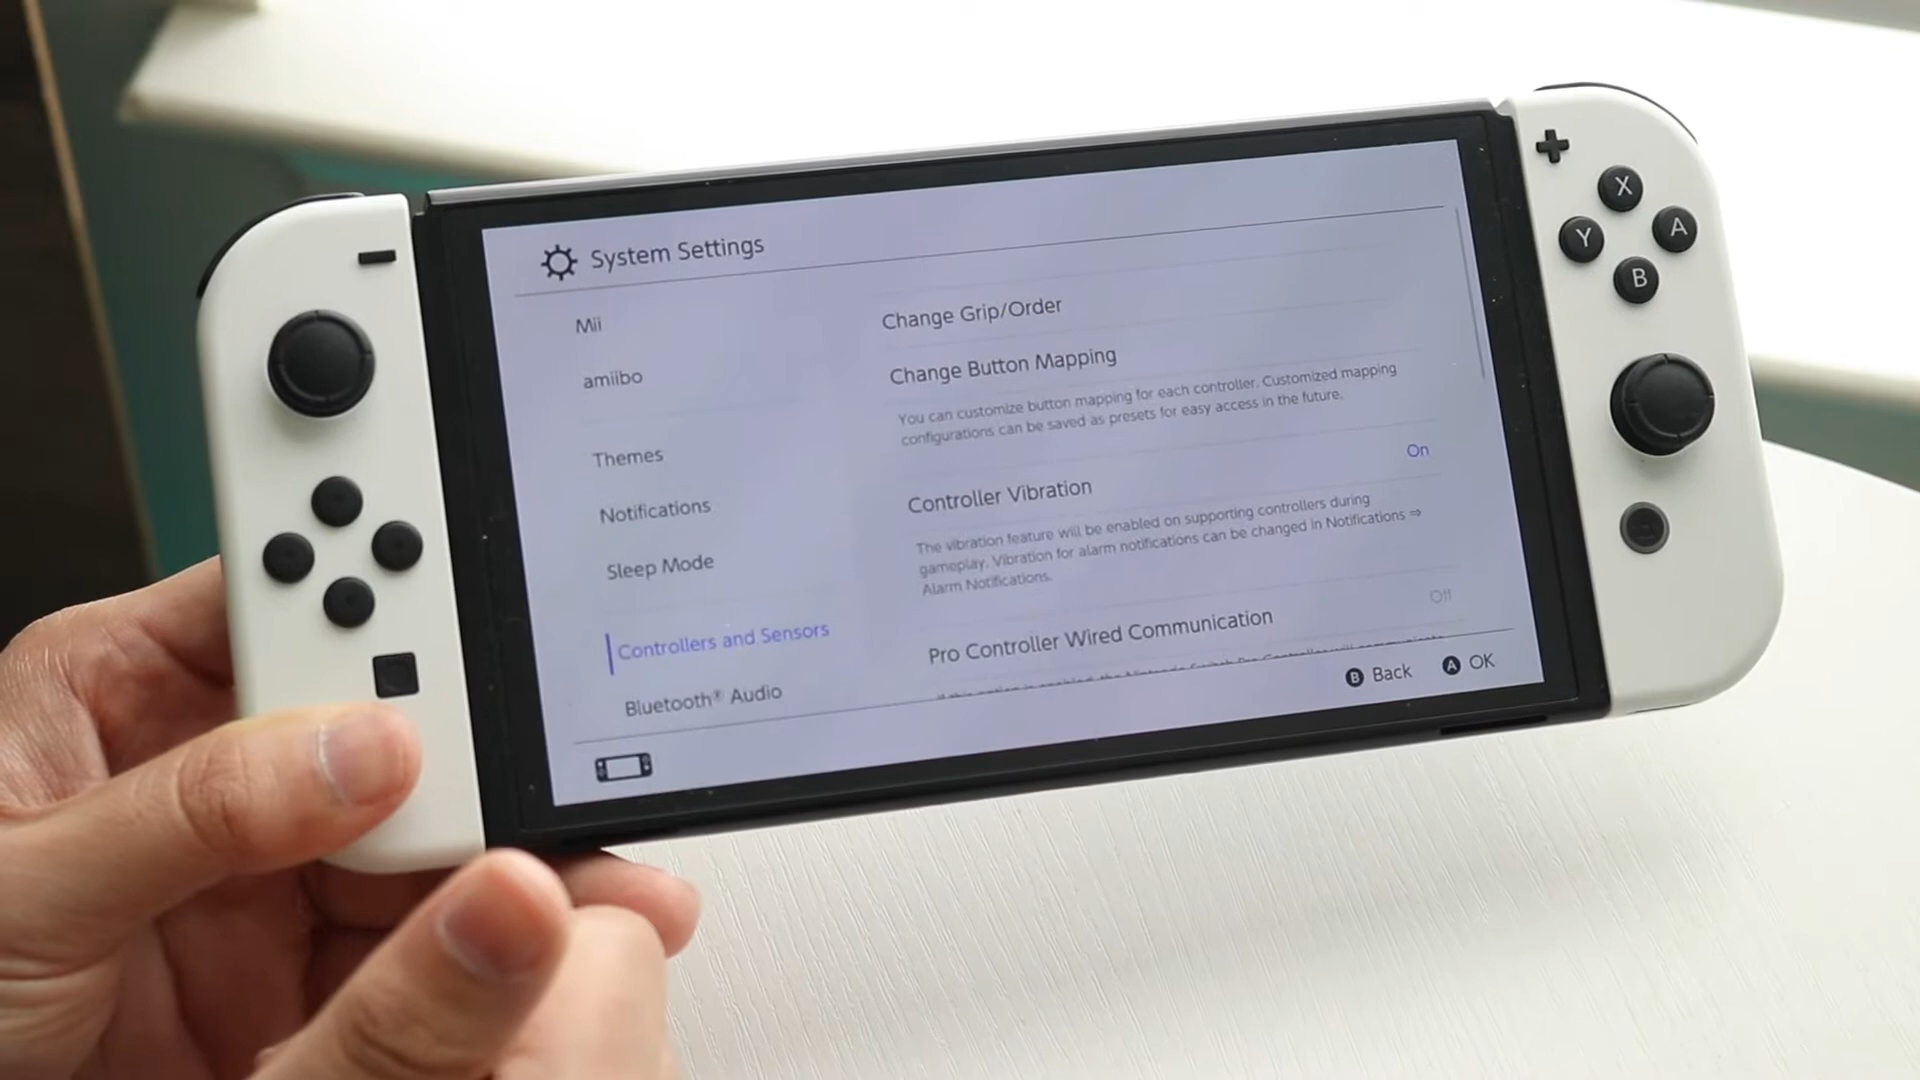 System Settings
Mii
amiibo
Themes
Notifications
Sleep Mode
Controllers and Sensors
Bluetooth® Audio
Change Grip/Order
Change Button Mapping
You can customize button mapping for each controller. Customized mapping
configurations can be saved as presets for easy access in the future.
Controller Vibration
On
The vibration feature will be enabled on supporting controllers during
gameplay. Vibration for alarm notifications can be changed in Notifications ⇒
Alarm Notifications.
Pro Controller Wired Communication
Off
B Back
A OK
X
Y
A
B